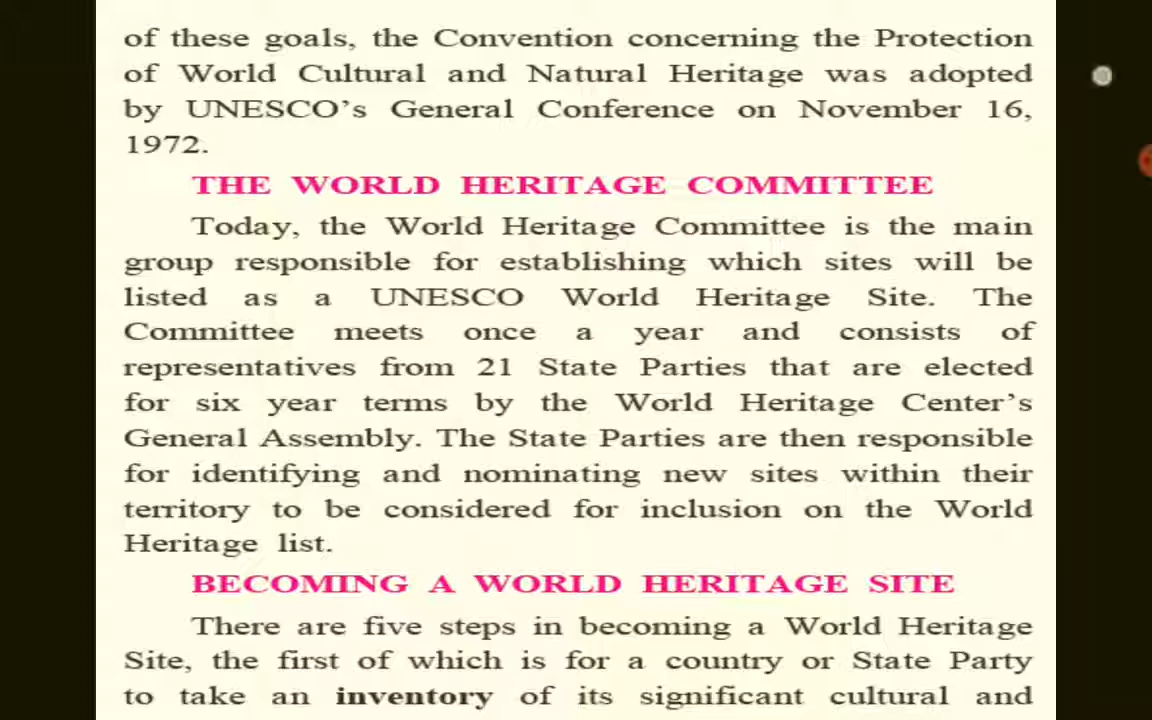 of these goals, the Convention concerning the Protection
of World Cultural and Natural Heritage was adopted
by UNESCO’s General Conference on November 16,
1972.
THE WORLD HERITAGE COMMITTEE
Today, the World Heritage Committee is the main
group responsible for establishing which sites will be
listed as a UNESCO World Heritage Site. The
Committee meets once a year and consists of
representatives from 21 State Parties that are elected
for six year terms by the World Heritage Center’s
General Assembly. The State Parties are then responsible
for identifying and nominating new sites within their
territory to be considered for inclusion on the World
Heritage list.
BECOMING A WORLD HERITAGE SITE
There are five steps in becoming a World Heritage
Site, the first of which is for a country or State Party
to take an inventory of its significant cultural and